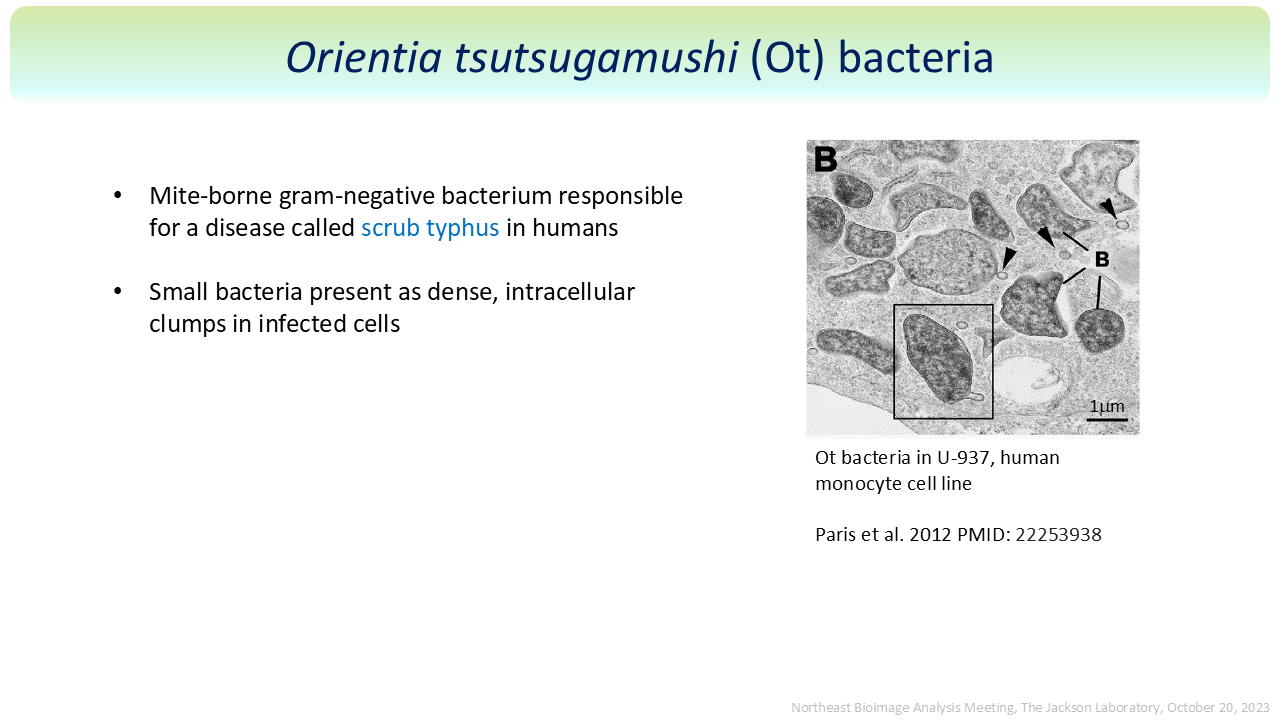 Orientia tsutsugamushi (Ot) bacteria
• Mite-borne gram-negative bacterium responsible
for a disease called scrub typhus in humans
• Small bacteria present as dense, intracellular
clumps in infected cells
B
B
1µm
Ot bacteria in U-937, human
monocyte cell line
Paris et al. 2012 PMID: 22253938
Northeast Bioimage Analysis Meeting, The Jackson Laboratory, October 20, 2023